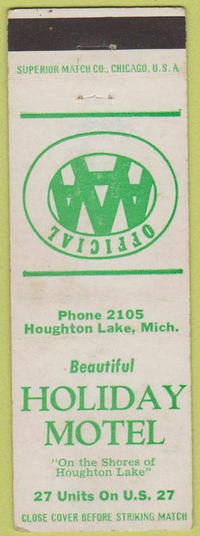 SUPERIOR MATCH CO., CHICAGO, U.S.A
AAA
OFFICIAL
Phone 2105
Houghton Lake, Mich.
Beautiful
HOLIDAY
MOTEL
"On the Shores of
Houghton Lake"
27 Units On U.S. 27
CLOSE COVER BEFORE STRIKING MATCH